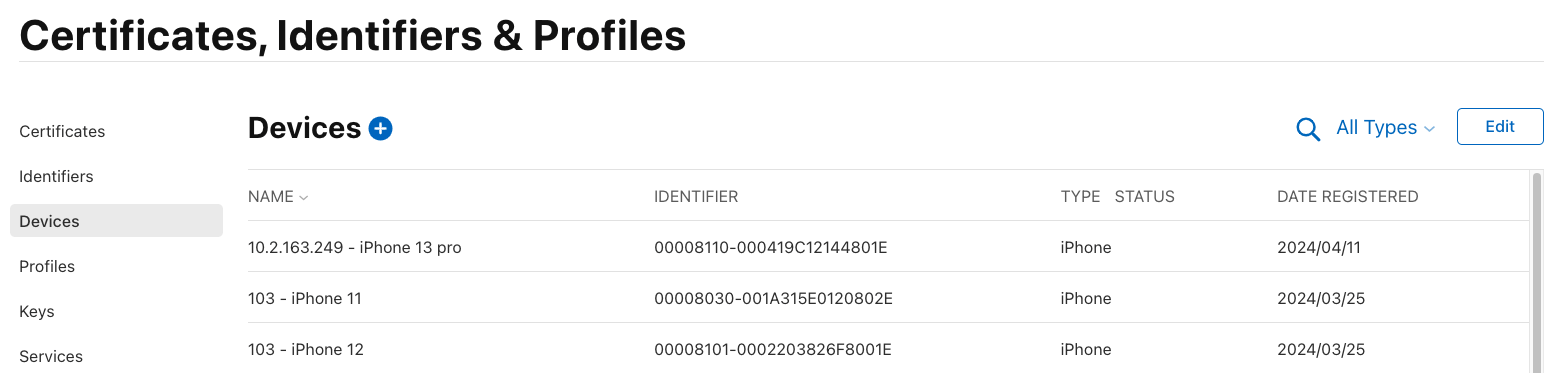 Certificates, Identifiers & Profiles
Certificates
Identifiers
Devices
Profiles
Keys
Services
Devices
All Types
Edit
NAME IDENTIFIER TYPE STATUS DATE REGISTERED
10.2.163.249 - iPhone 13 pro 00008110-000419C12144801E iPhone 2024/04/11
103 - iPhone 11 00008030-001A315E0120802E iPhone 2024/03/25
103 - iPhone 12 00008101-0002203826F8001E iPhone 2024/03/25